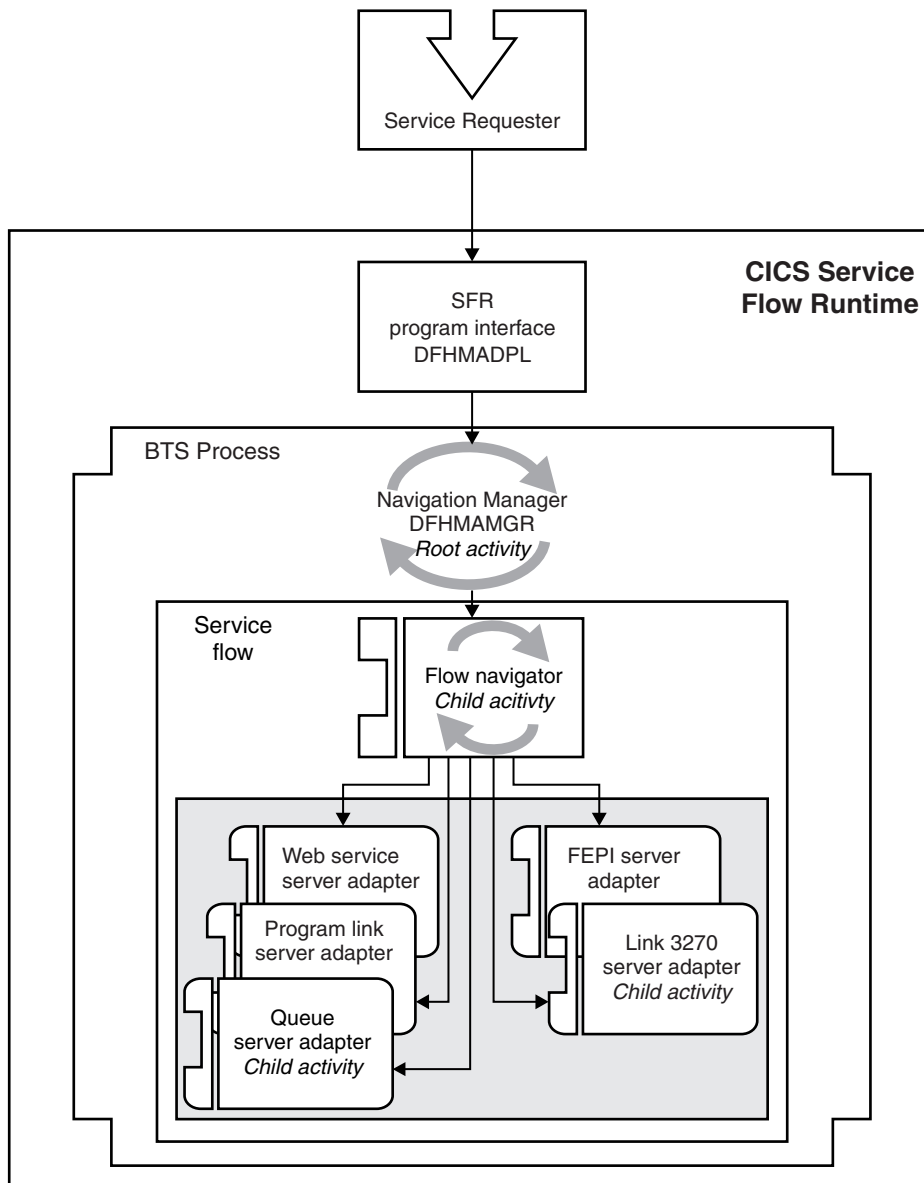 Service Requester
CICS Service
Flow Runtime
SFR
program interface
DFHMADPL
BTS Process
Navigation Manager
DFHMAMGR
Root activity
Service
flow
Flow navigator
Child acitivty
Web service
server adapter
FEPI server
adapter
Program link
server adapter
Link 3270
server adapter
Child activity
Queue
server adapter
Child activity